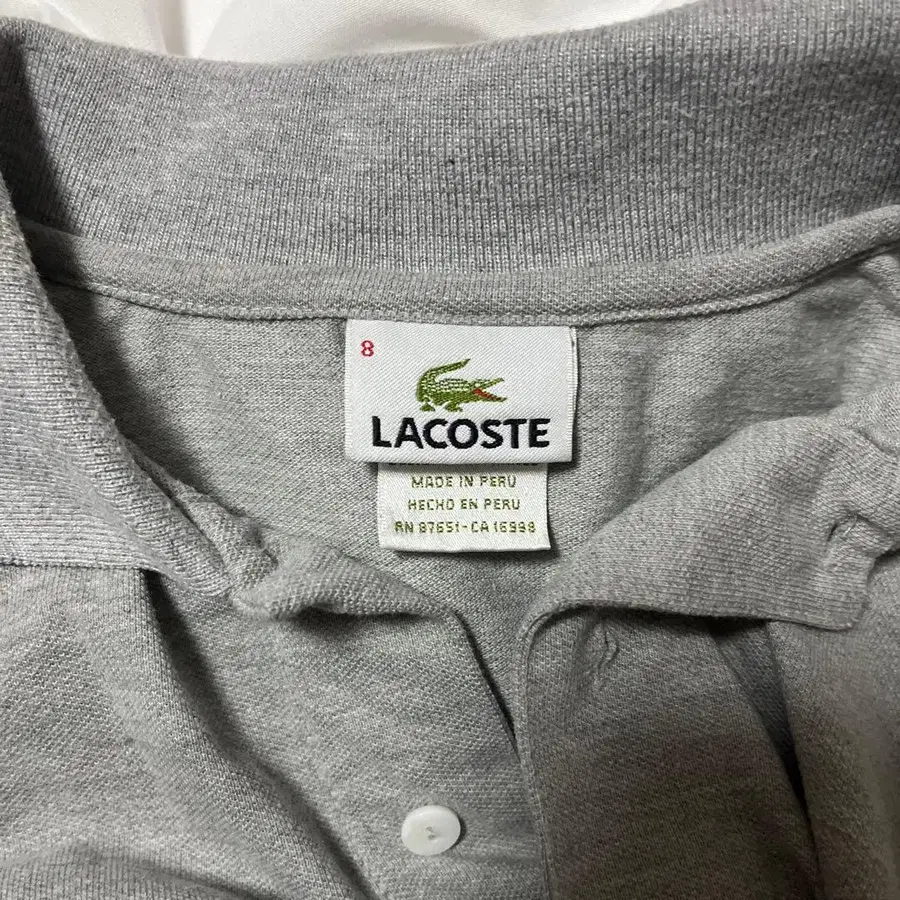 8
LACOSTE
MADE IN PERU
HECHO EN PERU
RN 87651-CA 16998